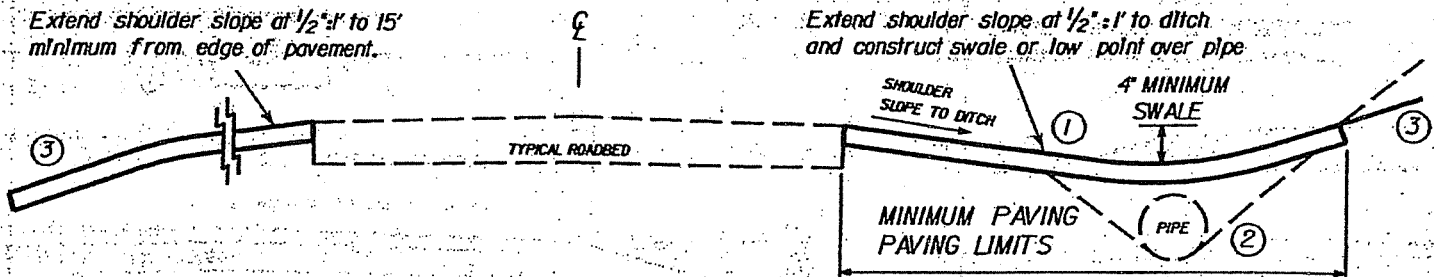 Extend shoulder slope at 1/2":1' to 15'
minimum from edge of pavement.
℄
Extend shoulder slope at 1/2":1' to ditch
and construct swale or low point over pipe
SHOULDER
SLOPE TO DITCH
4" MINIMUM
SWALE
①
③
③
TYPICAL ROADBED
MINIMUM PAVING
PAVING LIMITS
PIPE
②